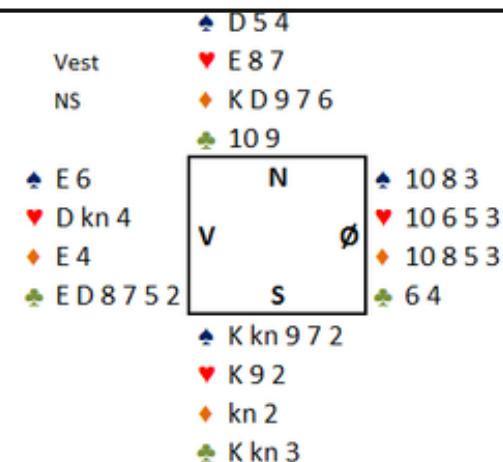 ♠ D 5 4
Vest ♥ E 8 7
NS ♦ K D 9 7 6
♣ 10 9
♠ E 6 N ♠ 10 8 3
♥ D kn 4 ♥ 10 6 5 3
V Ø
♦ E 4 ♦ 10 8 5 3
♣ E D 8 7 5 2 S ♣ 6 4
♠ K kn 9 7 2
♥ K 9 2
♦ kn 2
♣ K kn 3